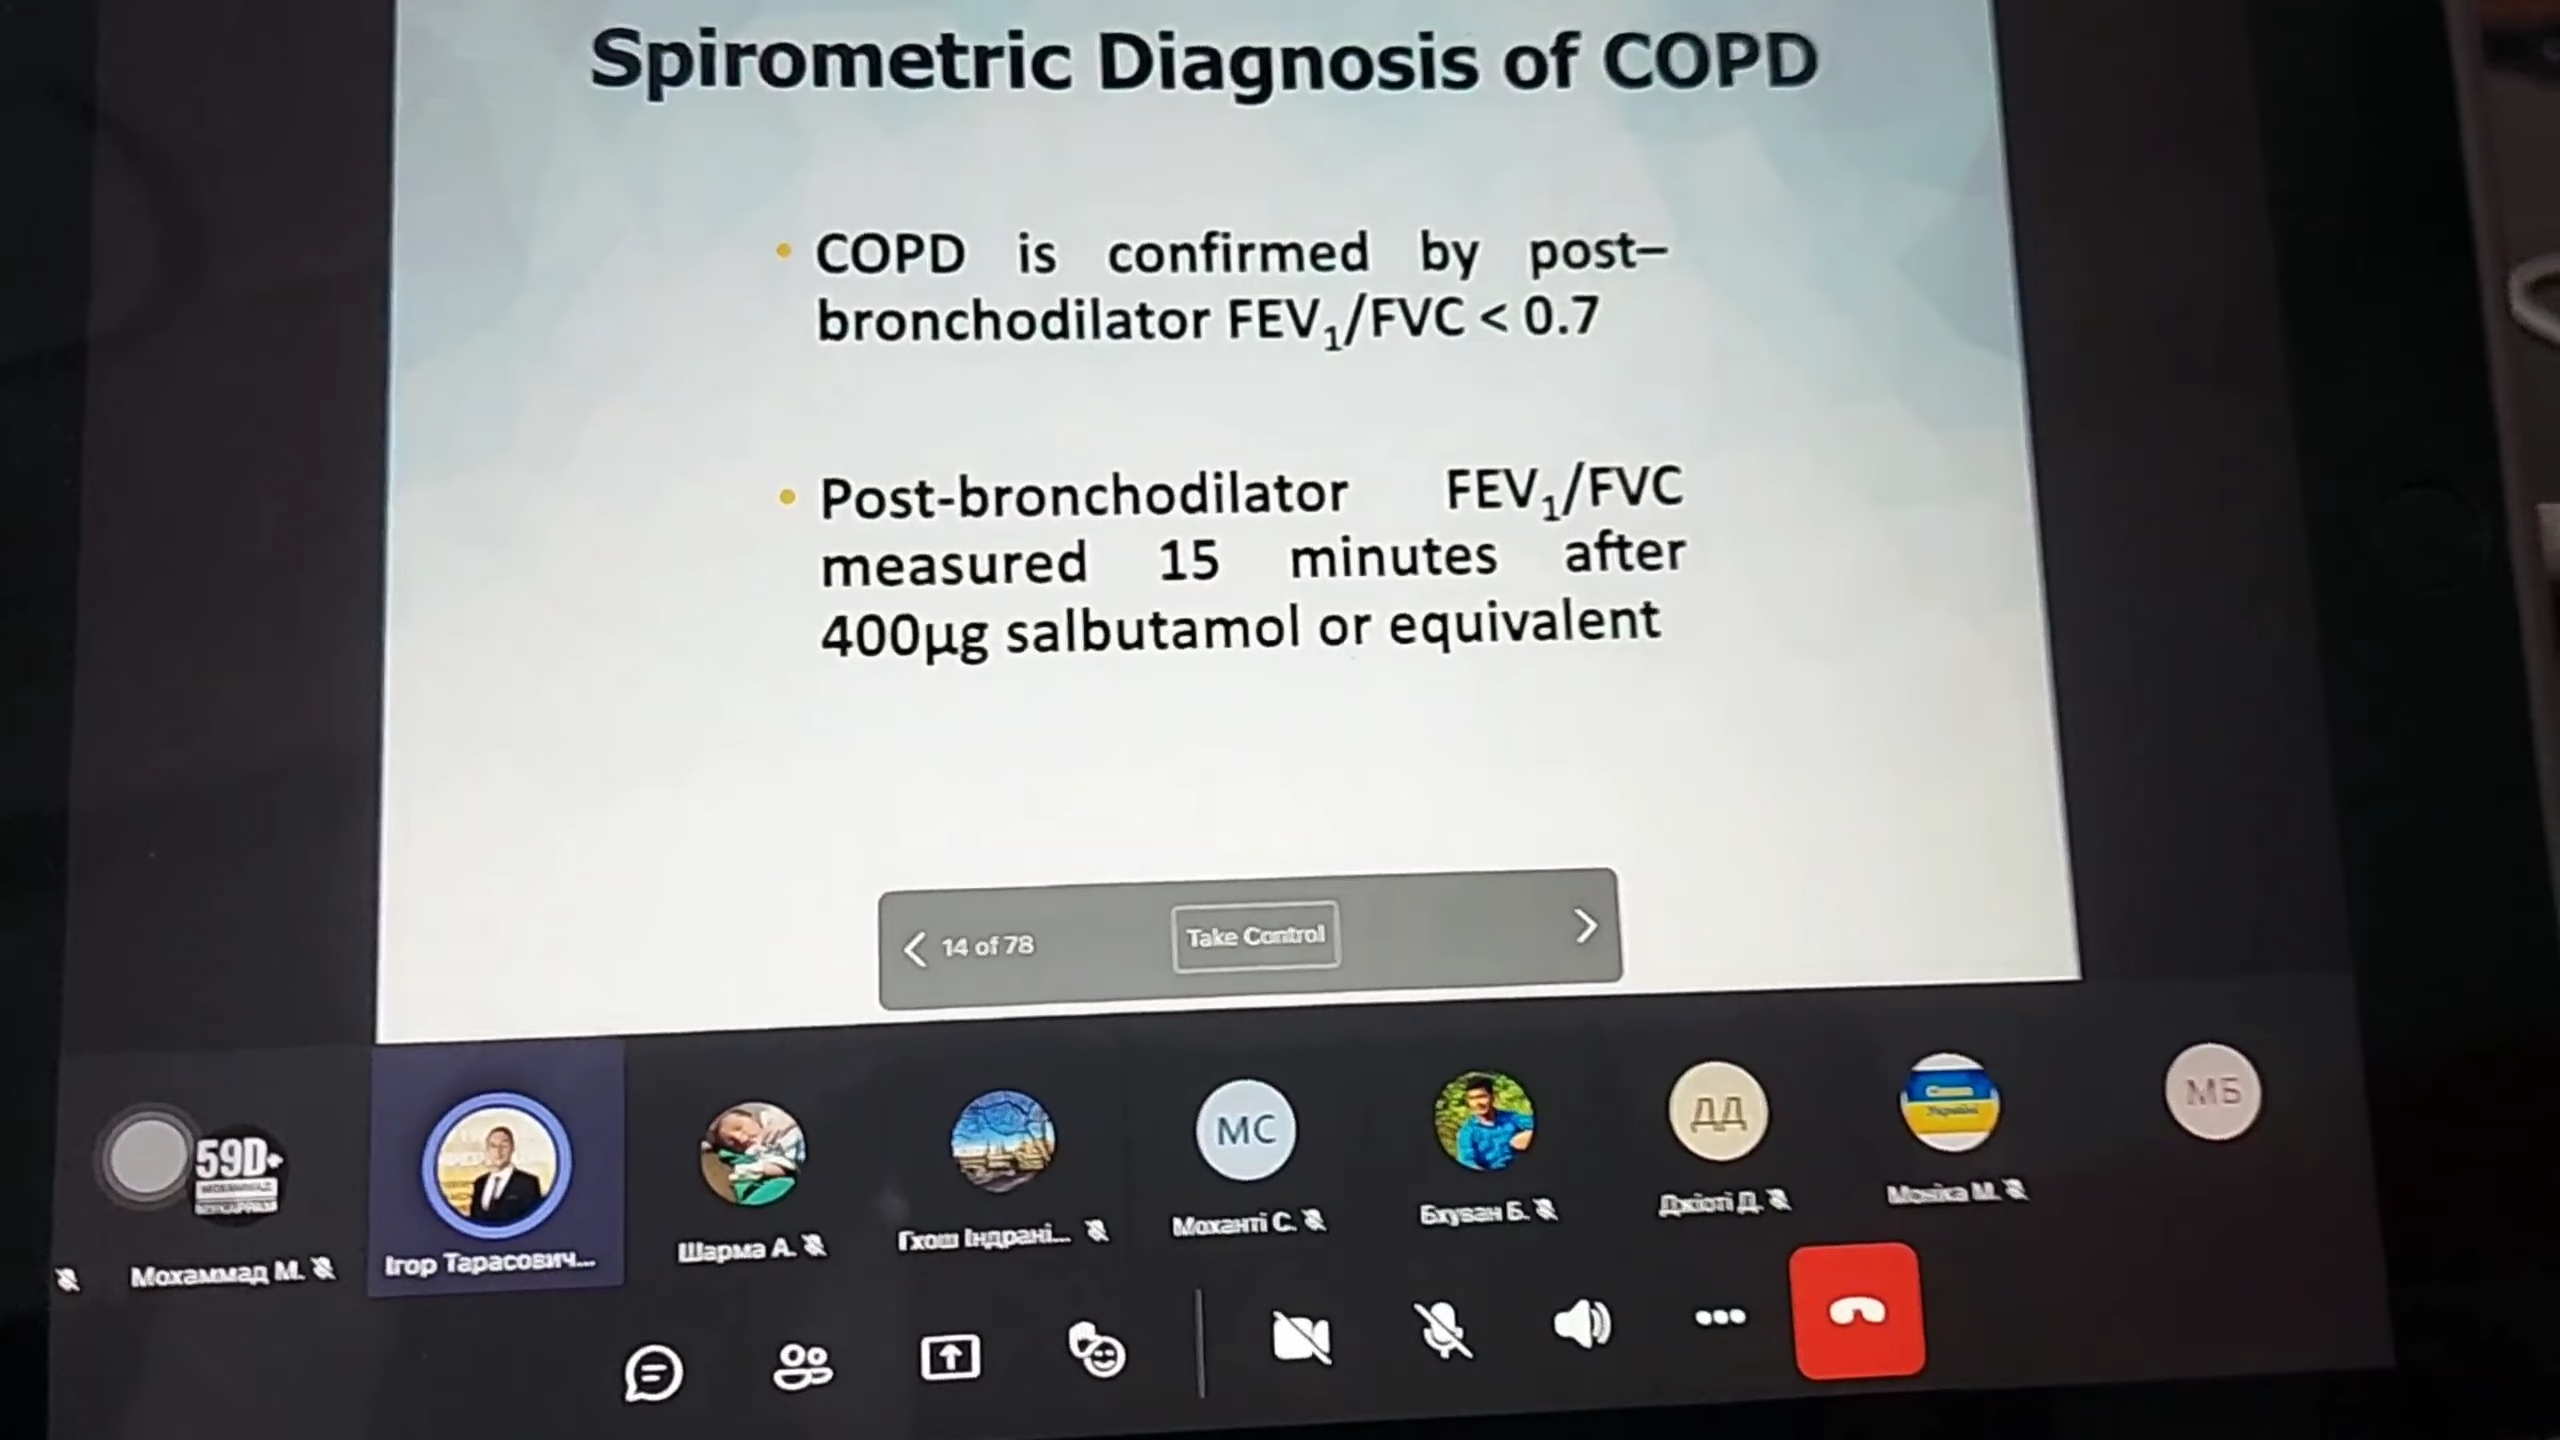 Spirometric Diagnosis of COPD
• COPD is confirmed by post–
bronchodilator FEV₁/FVC < 0.7
• Post-bronchodilator FEV₁/FVC
measured 15 minutes after
400µg salbutamol or equivalent
14 of 78
Take Control
59D+
МС
ДД
МБ
Мохаммад М.
Ігор Тарасович...
Шарма А.
Гхош Індрані...
Моханті С.
Бхуван Б.
Джіоті Д.
Моніка М.